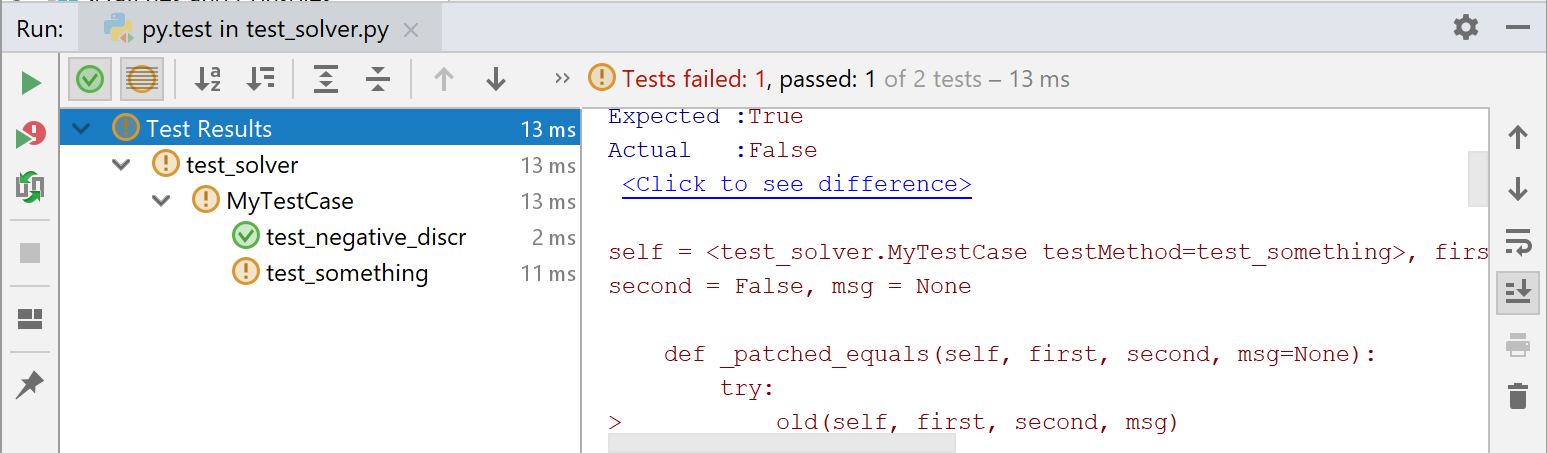 Run: py.test in test_solver.py
Tests failed: 1, passed: 1 of 2 tests – 13 ms
Test Results 13 ms
test_solver 13 ms
MyTestCase 13 ms
test_negative_discr 2 ms
test_something 11 ms
Expected :True
Actual :False
<Click to see difference>
self = <test_solver.MyTestCase testMethod=test_something>, firs
second = False, msg = None
def _patched_equals(self, first, second, msg=None):
try:
> old(self, first, second, msg)